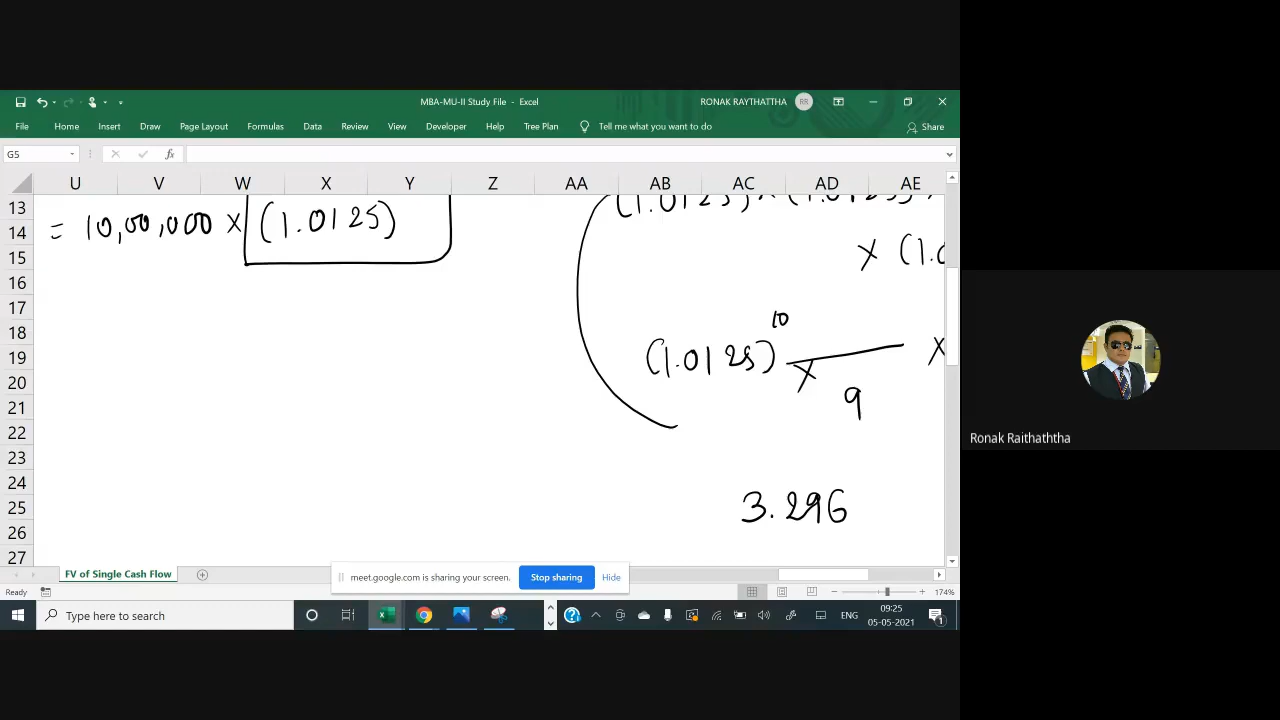 MBA-MU-II Study File - Excel
RONAK RAYTHATTHA RR
File Home Insert Draw Page Layout Formulas Data Review View Developer Help Tree Plan Tell me what you want to do Share
G5 fx
U V W X Y Z AA AB AC AD AE
13
14 = 10,00,000 x (1.0125)
15
16
17
18 10
19 (1.0125) x
20 x
21 9
22
23
24
25 3.296
26
27
FV of Single Cash Flow
meet.google.com is sharing your screen. Stop sharing Hide
Ready 174%
Type here to search
ENG 09:25
05-05-2021
1
Ronak Raithaththa